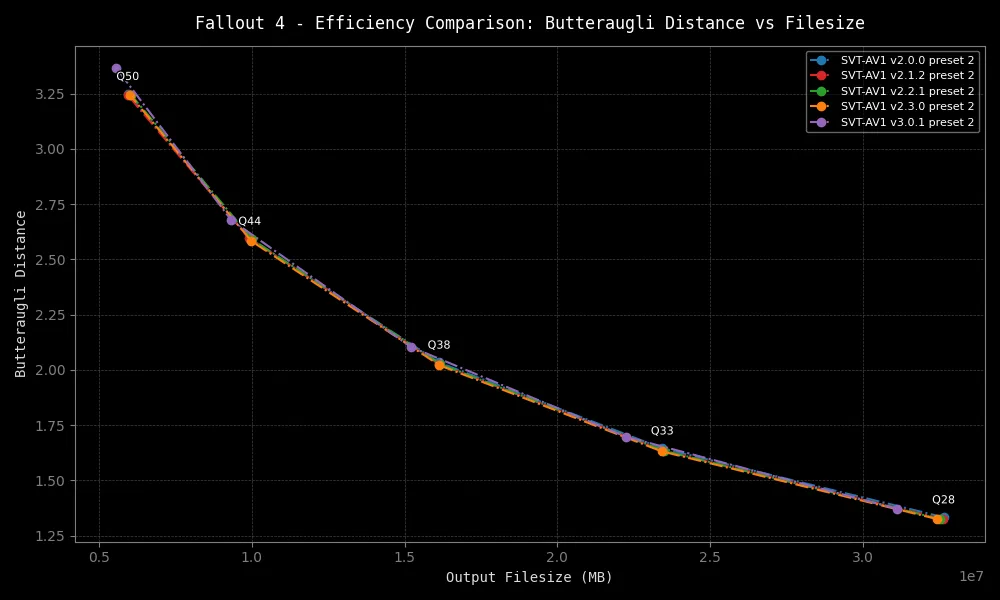 Fallout 4 - Efficiency Comparison: Butteraugli Distance vs Filesize
SVT-AV1 v2.0.0 preset 2
SVT-AV1 v2.1.2 preset 2
SVT-AV1 v2.2.1 preset 2
SVT-AV1 v2.3.0 preset 2
SVT-AV1 v3.0.1 preset 2
Q50
Q44
Q38
Q33
Q28
Butteraugli Distance
3.25
3.00
2.75
2.50
2.25
2.00
1.75
1.50
1.25
0.5
1.0
1.5
2.0
2.5
3.0
1e7
Output Filesize (MB)